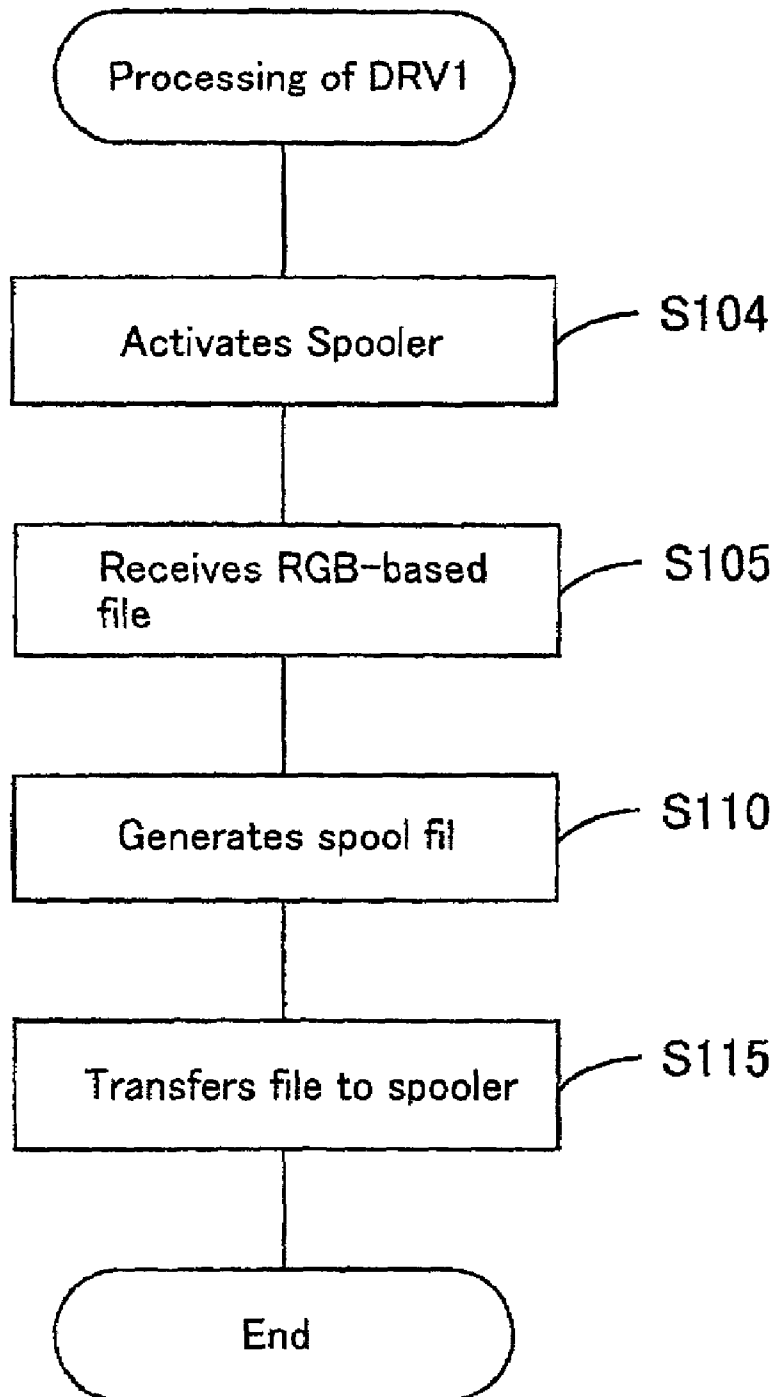 Processing of DRV1
Activates Spooler
S104
Receives RGB-based
file
S105
Generates spool fil
S110
Transfers file to spooler
S115
End